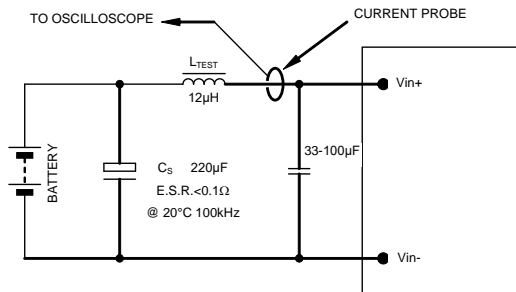 TO OSCILLOSCOPE
CURRENT PROBE
LTEST
12µH
Vin+
BATTERY
CS 220µF
E.S.R.<0.1Ω
@ 20°C 100kHz
33-100µF
Vin-